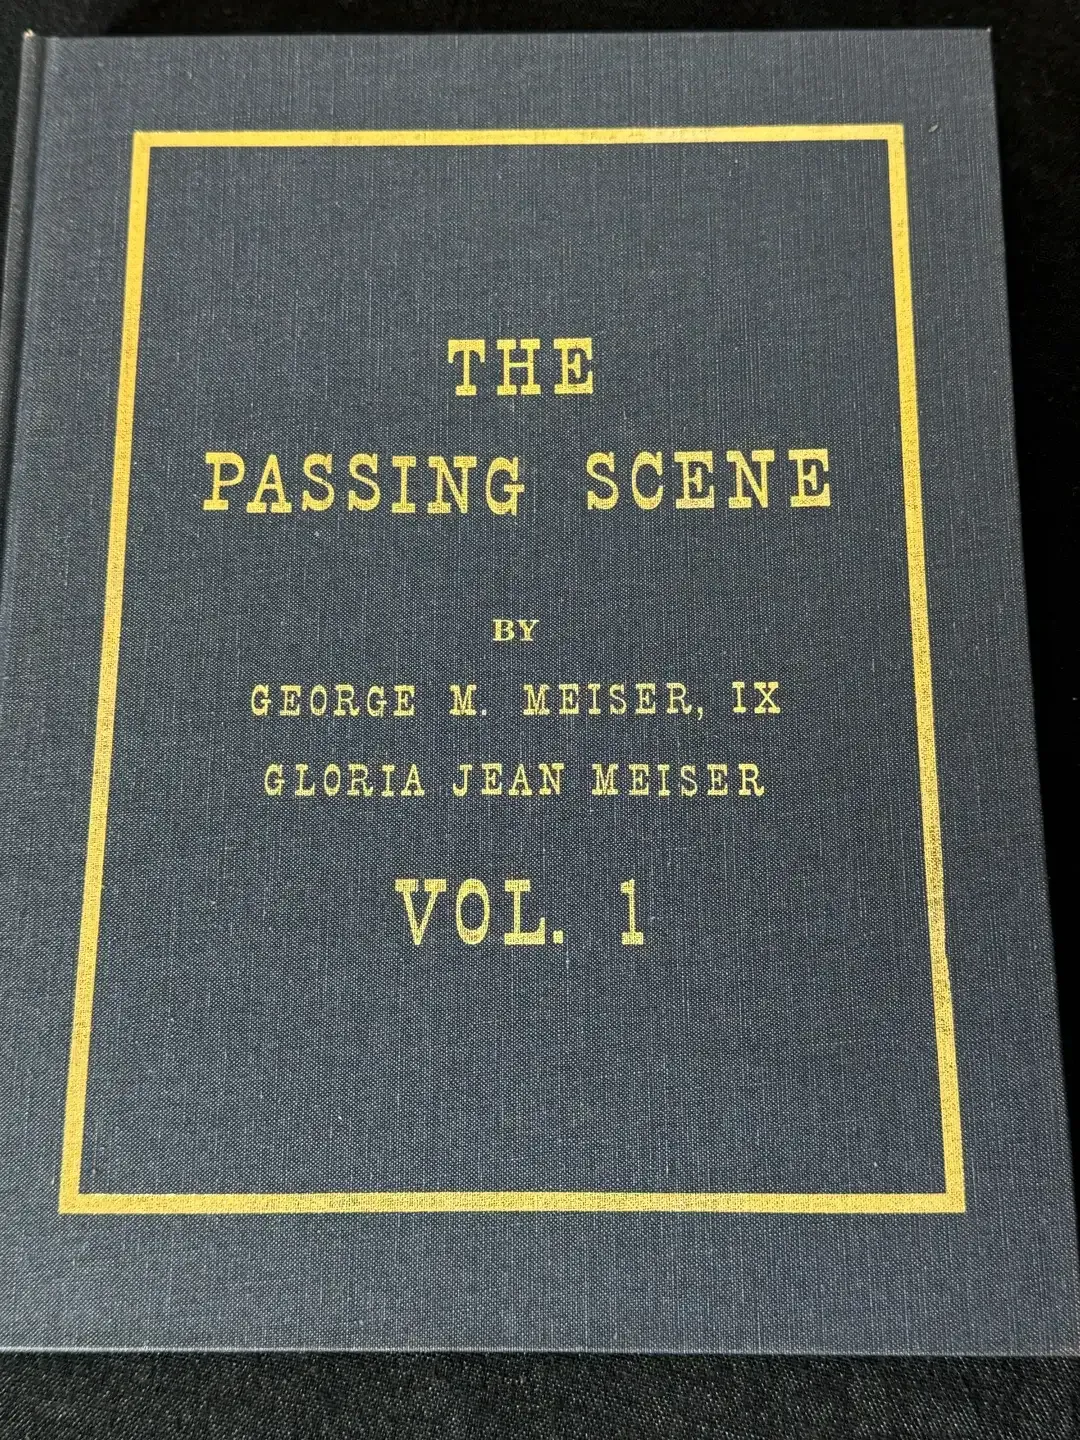 THE
PASSING SCENE
BY
GEORGE M. MEISER, IX
GLORIA JEAN MEISER
VOL. 1